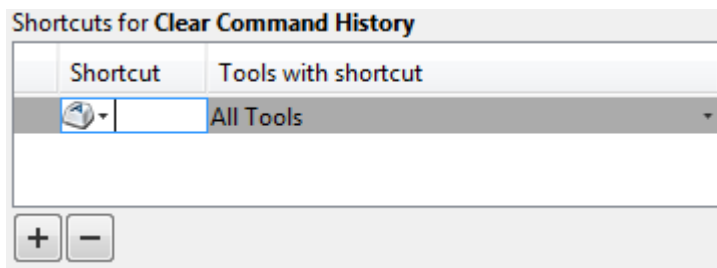 Shortcuts for Clear Command History
Shortcut Tools with shortcut
All Tools
+ −